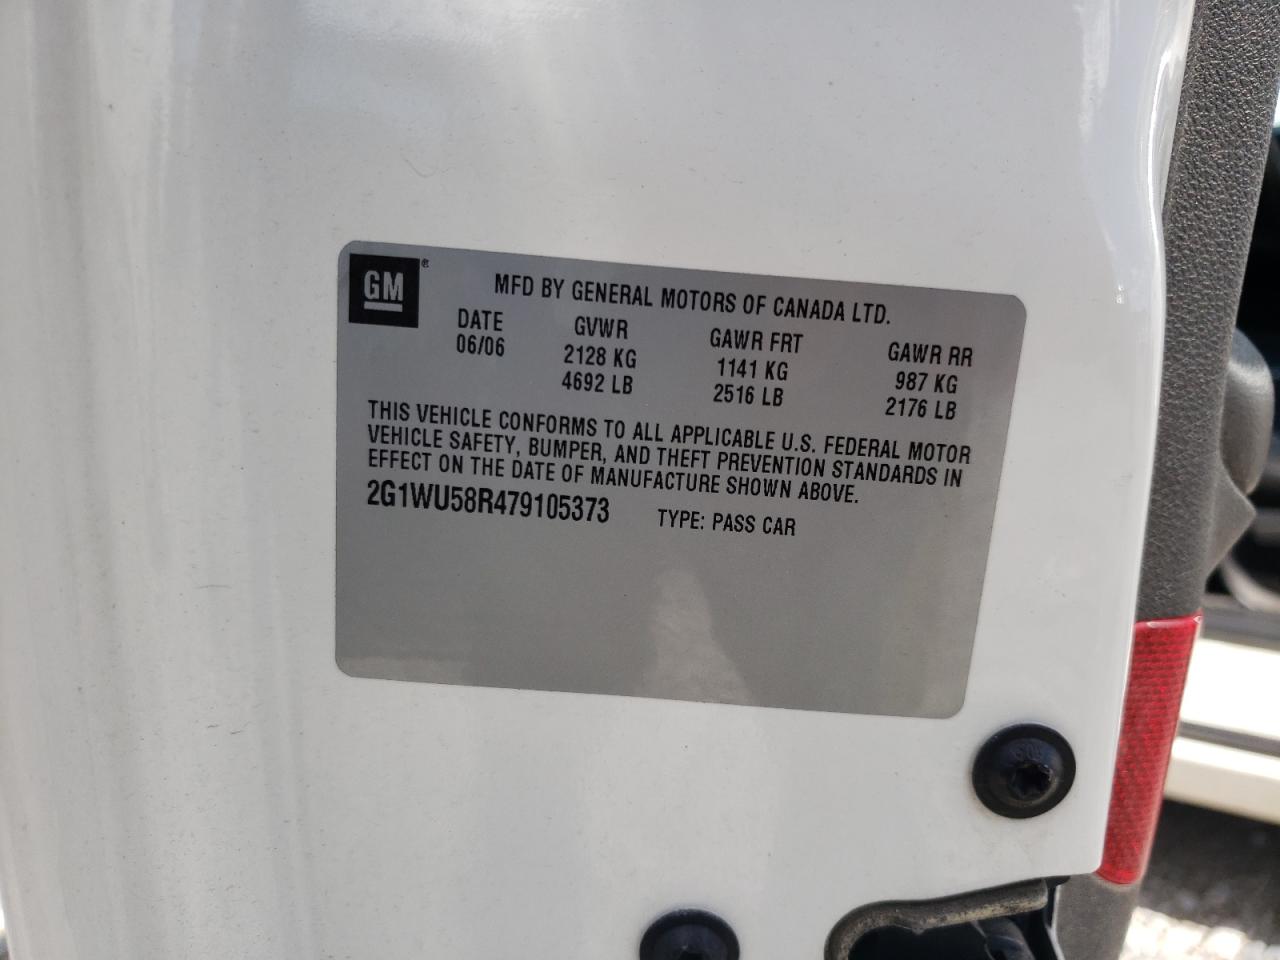 GM®
MFD BY GENERAL MOTORS OF CANADA LTD.
DATE GVWR GAWR FRT GAWR RR
06/06 2128 KG 1141 KG 987 KG
4692 LB 2516 LB 2176 LB
THIS VEHICLE CONFORMS TO ALL APPLICABLE U.S. FEDERAL MOTOR
VEHICLE SAFETY, BUMPER, AND THEFT PREVENTION STANDARDS IN
EFFECT ON THE DATE OF MANUFACTURE SHOWN ABOVE.
2G1WU58R479105373 TYPE: PASS CAR